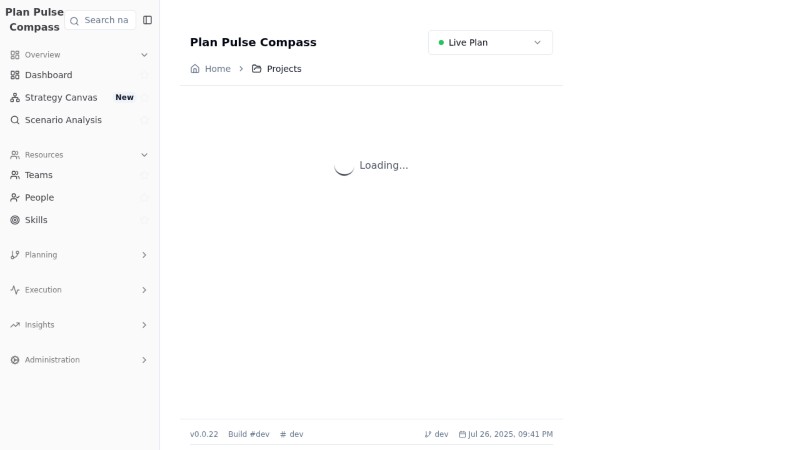 Plan Pulse
Compass
Search na
Overview
Dashboard
Strategy Canvas New
Scenario Analysis
Resources
Teams
People
Skills
Planning
Execution
Insights
Administration
Plan Pulse Compass
Live Plan
Home > Projects
Loading...
v0.0.22 Build #dev # dev
dev Jul 26, 2025, 09:41 PM